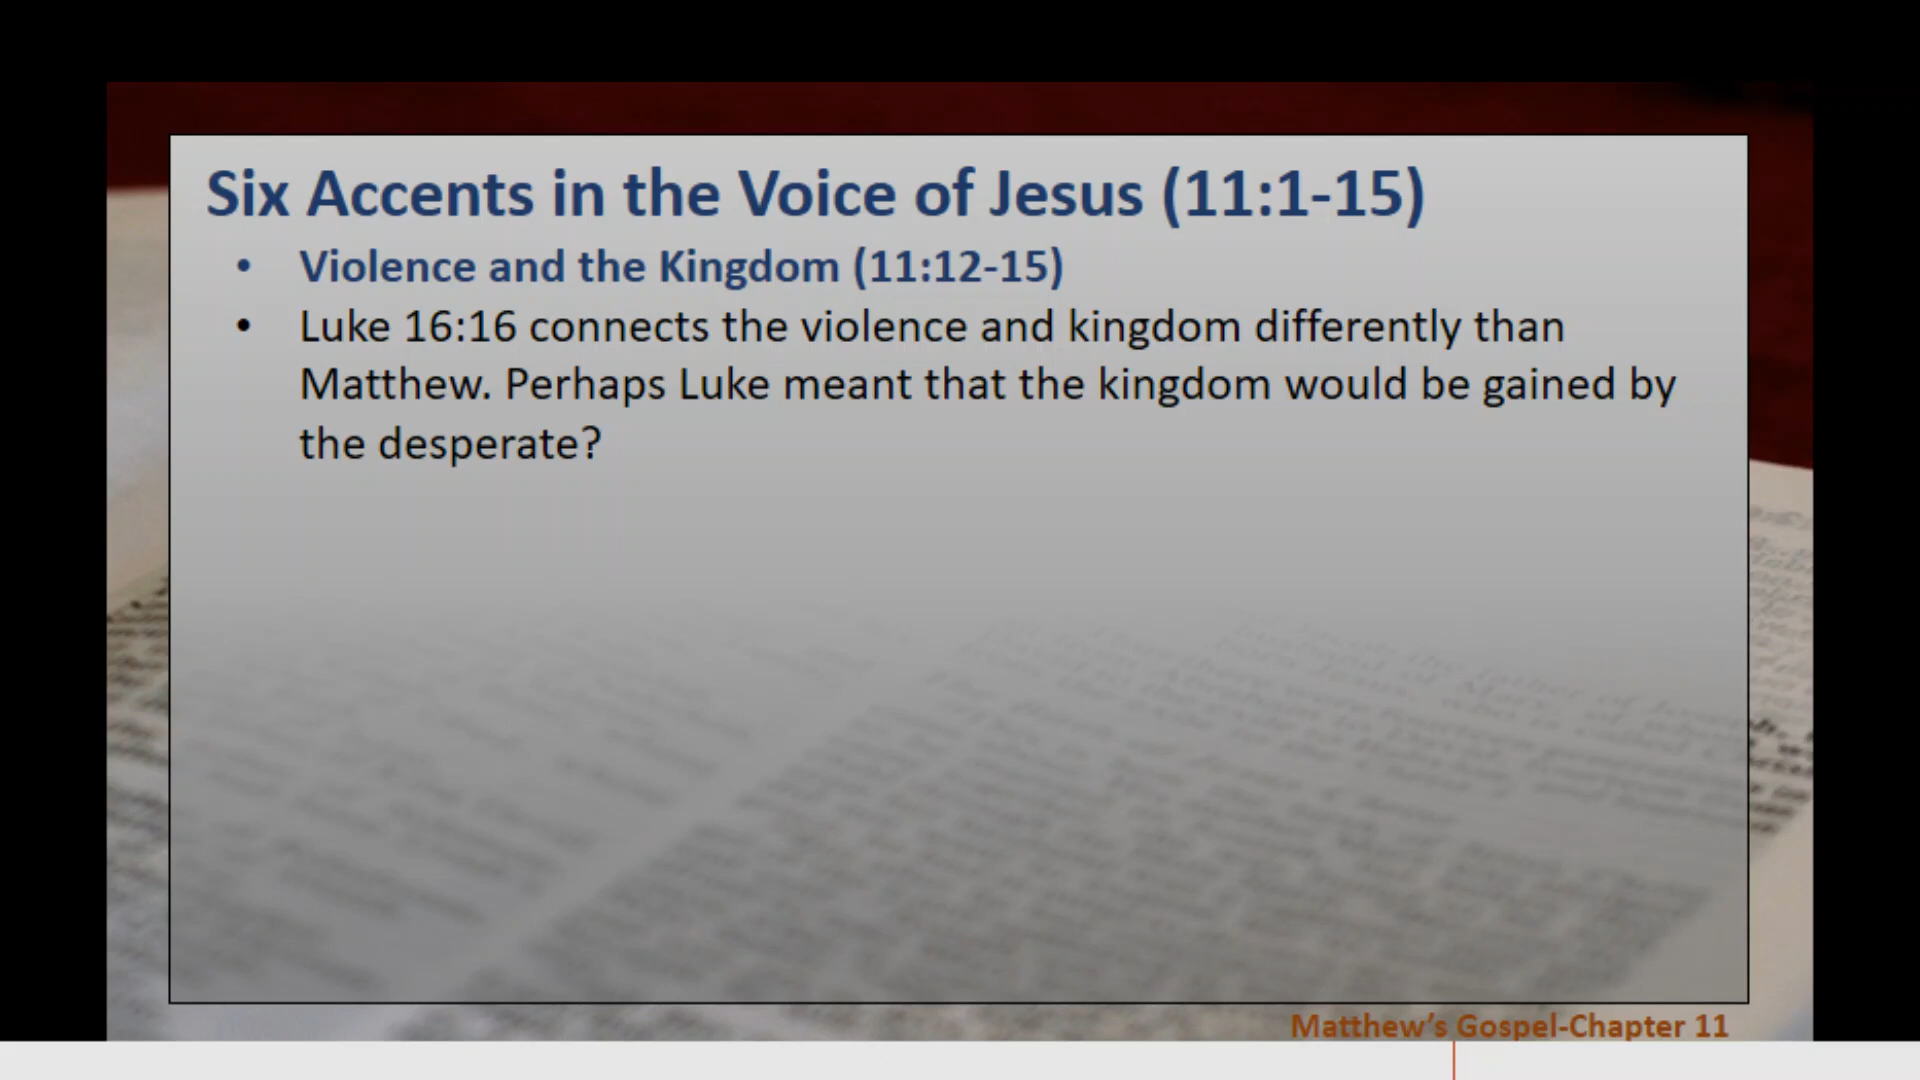 Six Accents in the Voice of Jesus (11:1-15)
• Violence and the Kingdom (11:12-15)
• Luke 16:16 connects the violence and kingdom differently than
Matthew. Perhaps Luke meant that the kingdom would be gained by
the desperate?
Matthew's Gospel-Chapter 11